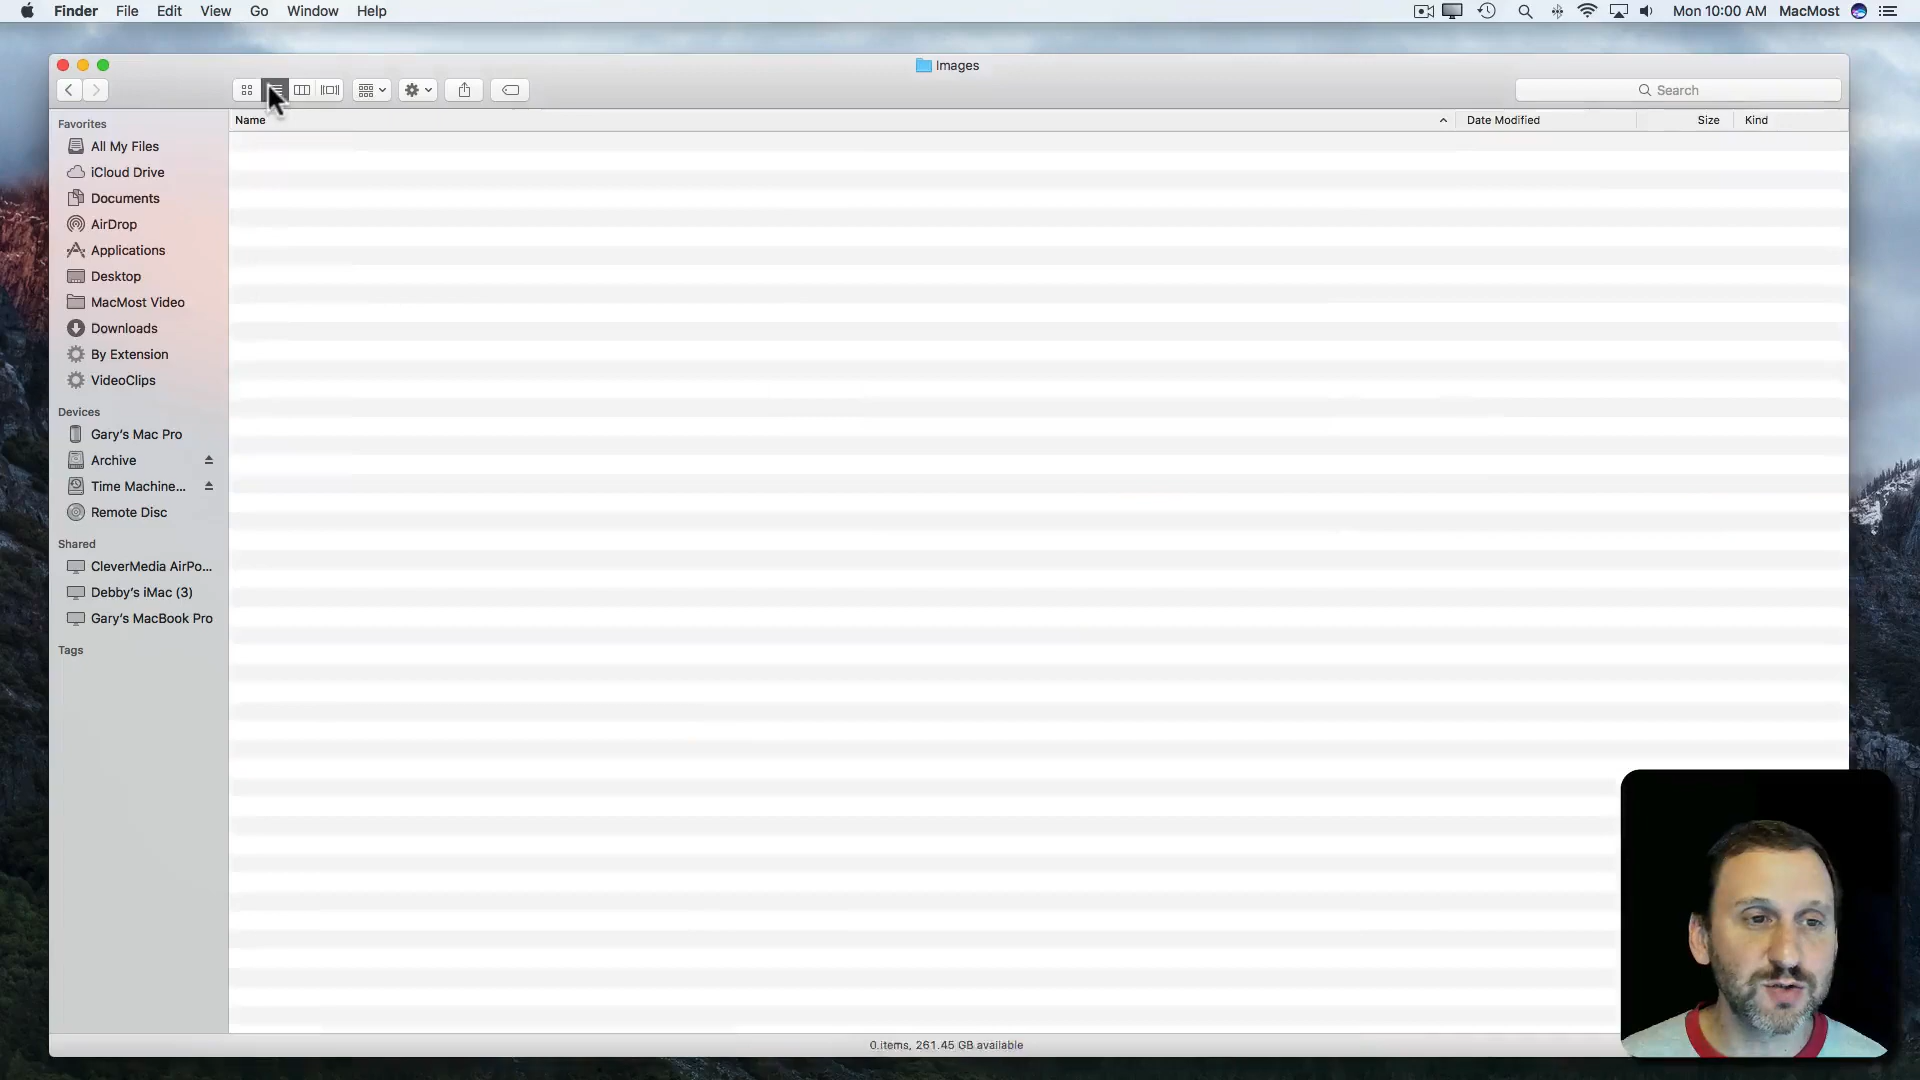 Finder File Edit View Go Window Help Mon 10:00 AM MacMost
Images
Search
Name Date Modified Size Kind
Favorites
All My Files
iCloud Drive
Documents
AirDrop
Applications
Desktop
MacMost Video
Downloads
By Extension
VideoClips
Devices
Gary's Mac Pro
Archive
Time Machine...
Remote Disc
Shared
CleverMedia AirPo...
Debby's iMac (3)
Gary's MacBook Pro
Tags
0 items, 261.45 GB available